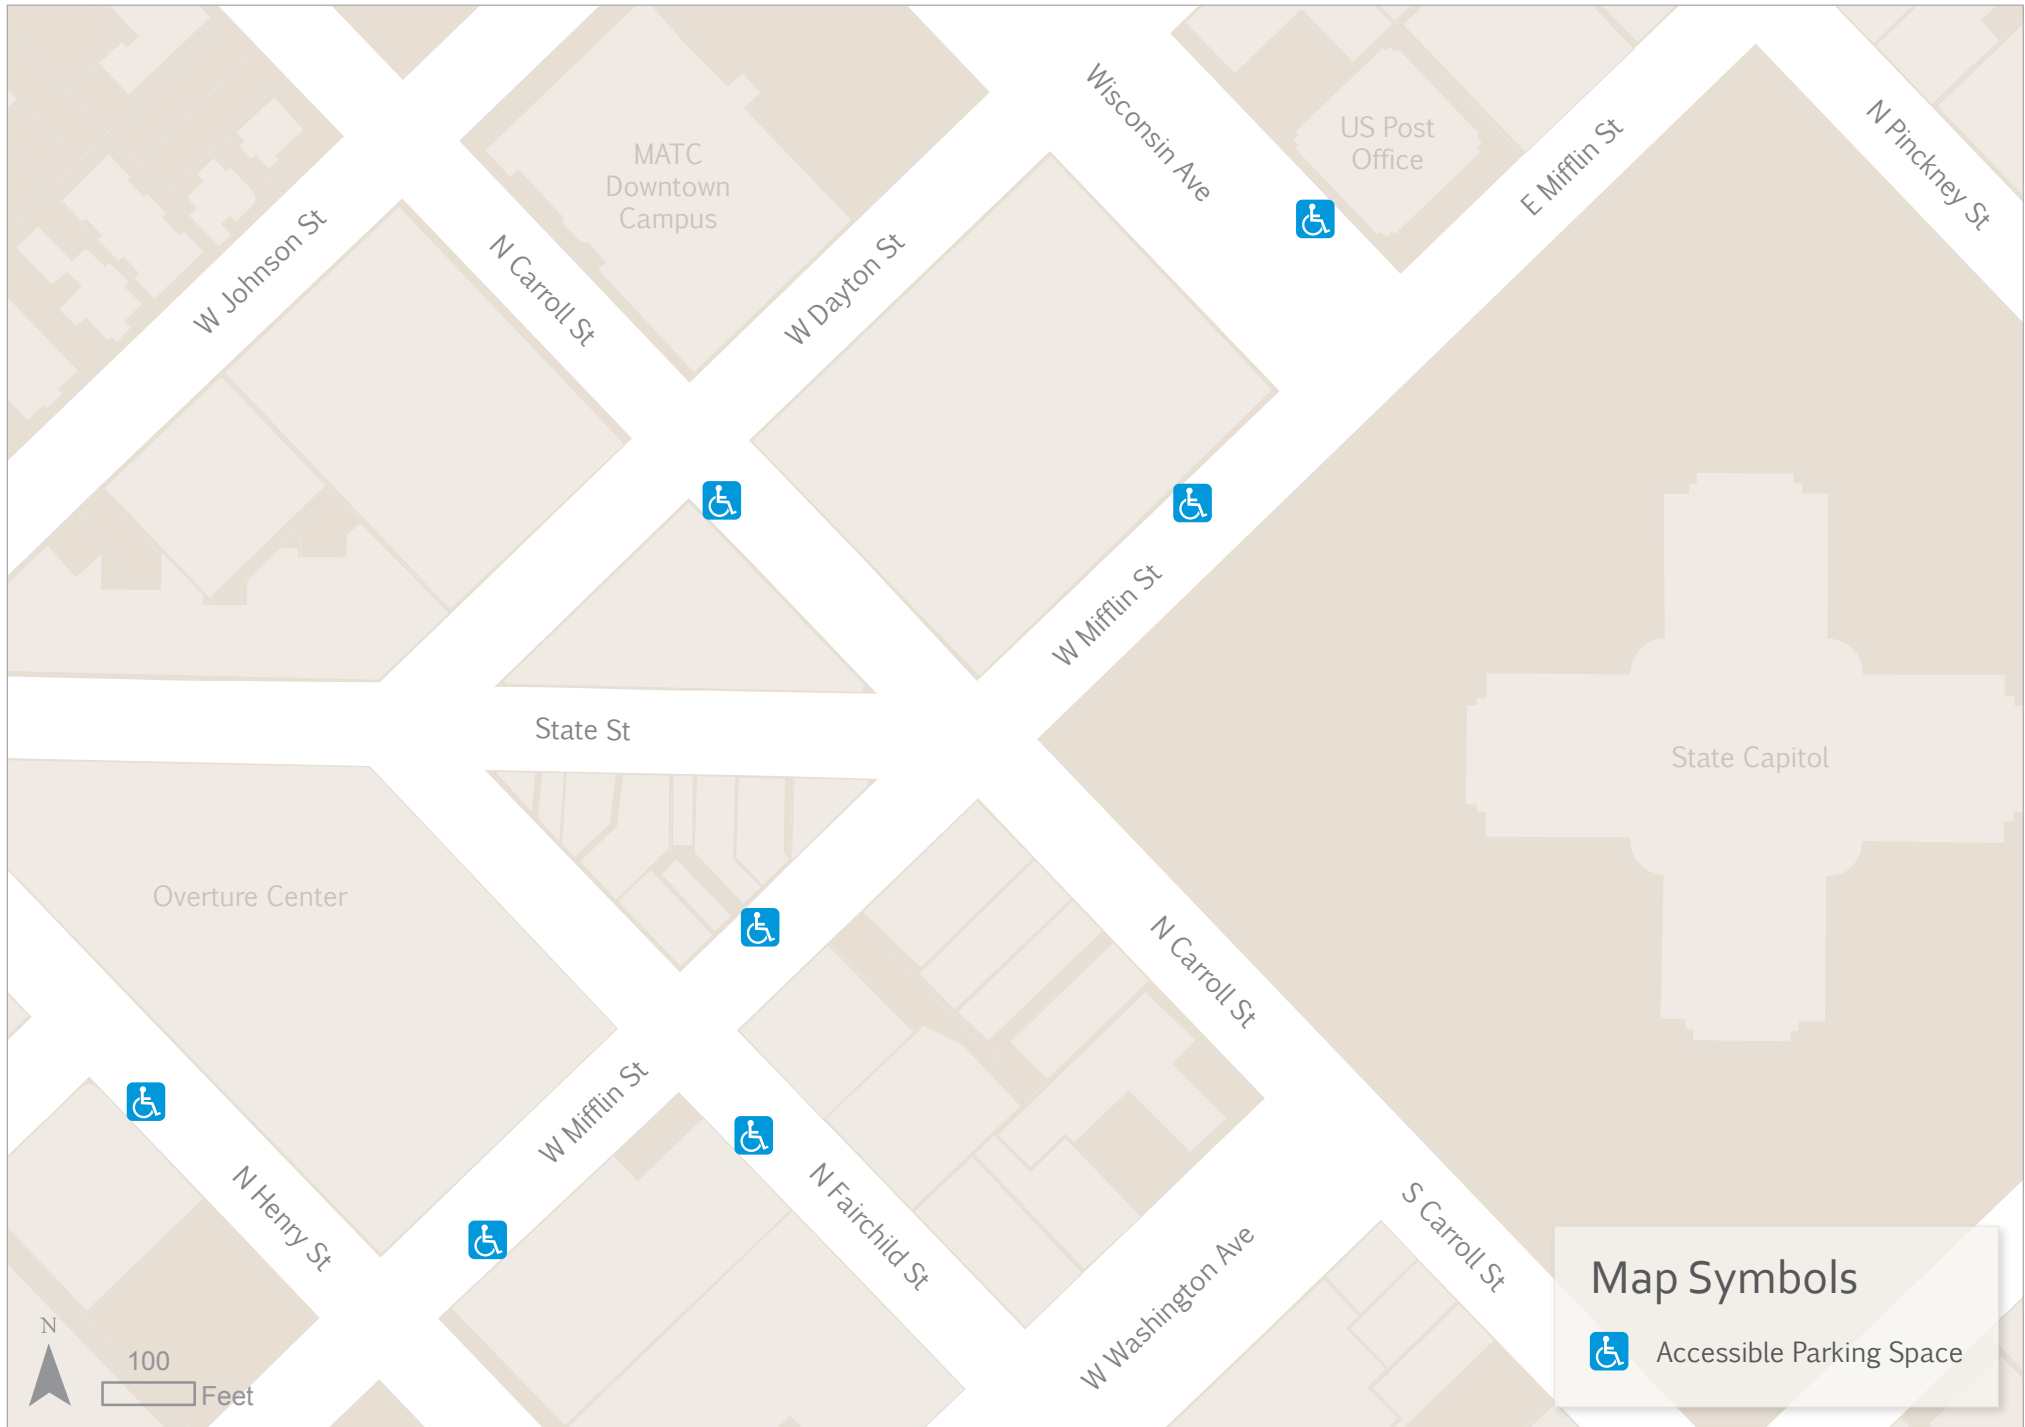 Wisconsin Ave
US Post
Office
E Mifflin St
N Pinckney St
MATC
Downtown
Campus
W Johnson St
N Carroll St
W Dayton St
W Mifflin St
State St
State Capitol
Overture Center
N Carroll St
W Mifflin St
N Henry St
N Fairchild St
S Carroll St
W Washington Ave
Map Symbols
Accessible Parking Space
N
100
Feet